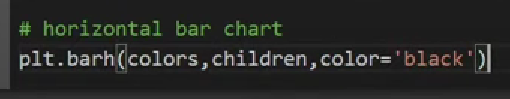 # horizontal bar chart
plt.barh(colors,children,color='black')